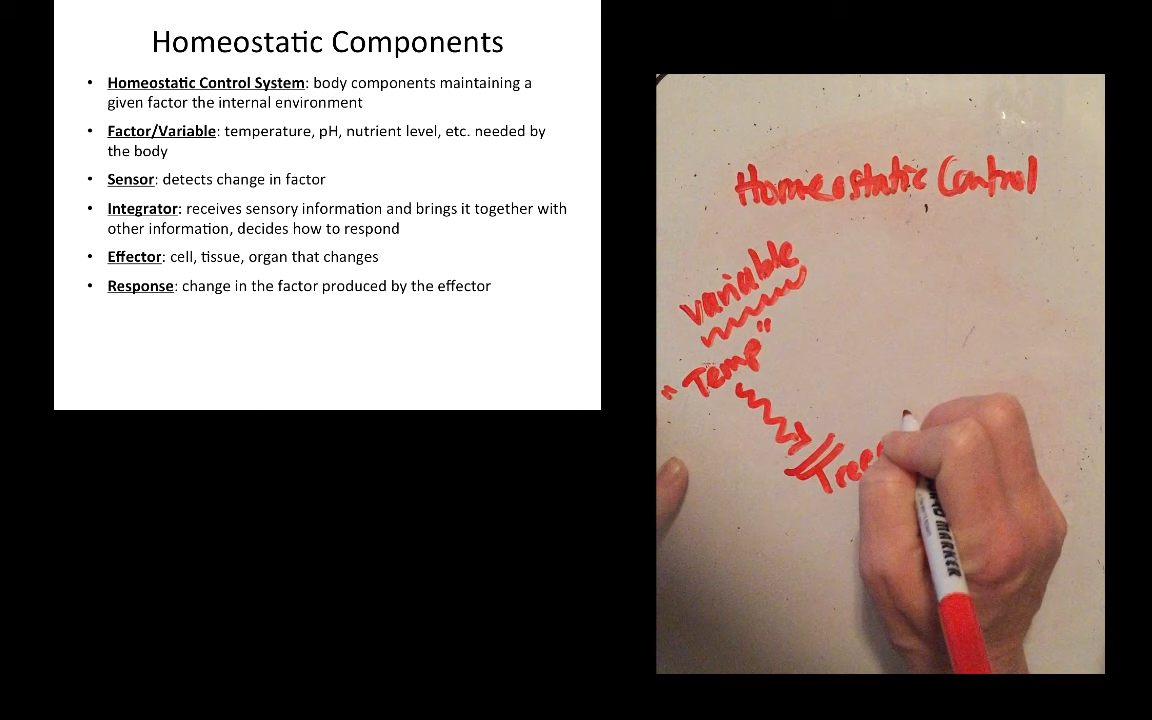 Homeostatic Components
• Homeostatic Control System: body components maintaining a
given factor the internal environment
• Factor/Variable: temperature, pH, nutrient level, etc. needed by
the body
• Sensor: detects change in factor
• Integrator: receives sensory information and brings it together with
other information, decides how to respond
• Effector: cell, tissue, organ that changes
• Response: change in the factor produced by the effector
Homeostatic Control
Variable
"Temp"
MARKER